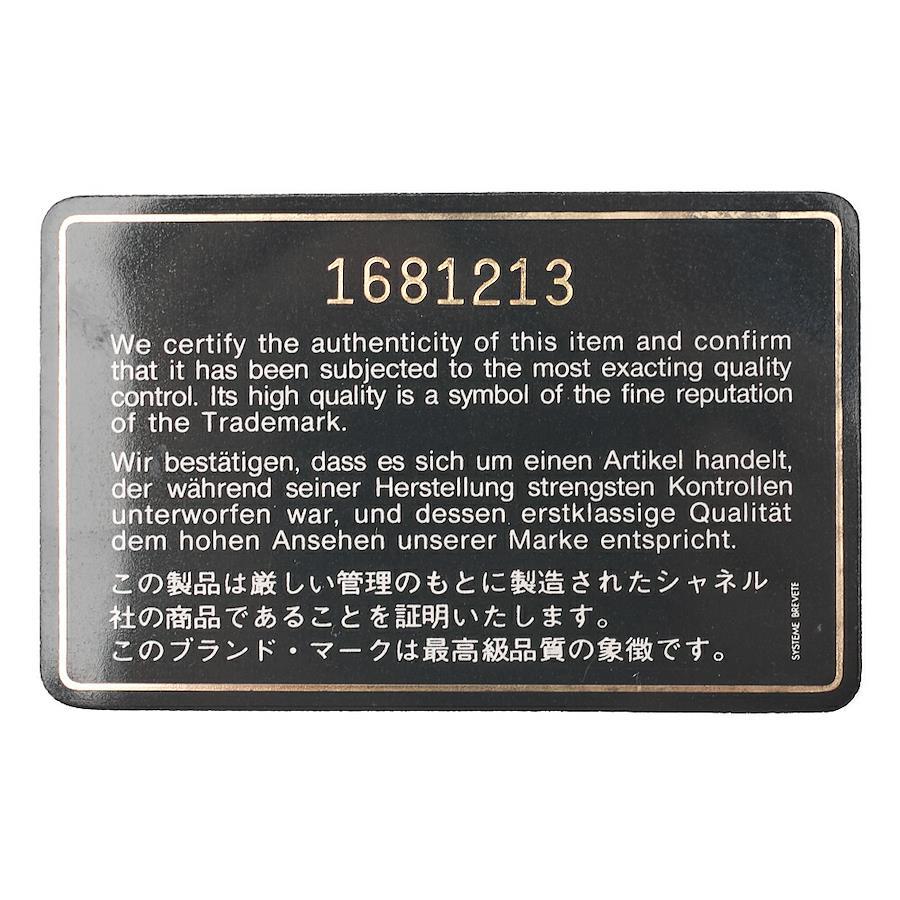 1681213
We certify the authenticity of this item and confirm
that it has been subjected to the most exacting quality
control. Its high quality is a symbol of the fine reputation
of the Trademark.
Wir bestätigen, dass es sich um einen Artikel handelt,
der während seiner Herstellung strengsten Kontrollen
unterworfen war, und dessen erstklassige Qualität
dem hohen Ansehen unserer Marke entspricht.
この製品は厳しい管理のもとに製造されたシャネル
社の商品であることを証明いたします。
このブランド・マークは最高級品質の象徴です。
SYSTEME BREVETE